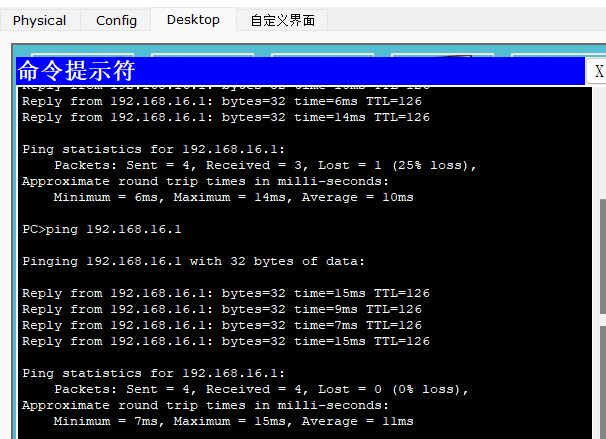 Physical Config Desktop 自定义界面
命令提示符 X
Reply from 192.168.16.1: bytes=32 time=6ms TTL=126
Reply from 192.168.16.1: bytes=32 time=14ms TTL=126
Ping statistics for 192.168.16.1:
Packets: Sent = 4, Received = 3, Lost = 1 (25% loss),
Approximate round trip times in milli-seconds:
Minimum = 6ms, Maximum = 14ms, Average = 10ms
PC>ping 192.168.16.1
Pinging 192.168.16.1 with 32 bytes of data:
Reply from 192.168.16.1: bytes=32 time=15ms TTL=126
Reply from 192.168.16.1: bytes=32 time=9ms TTL=126
Reply from 192.168.16.1: bytes=32 time=7ms TTL=126
Reply from 192.168.16.1: bytes=32 time=15ms TTL=126
Ping statistics for 192.168.16.1:
Packets: Sent = 4, Received = 4, Lost = 0 (0% loss),
Approximate round trip times in milli-seconds:
Minimum = 7ms, Maximum = 15ms, Average = 11ms